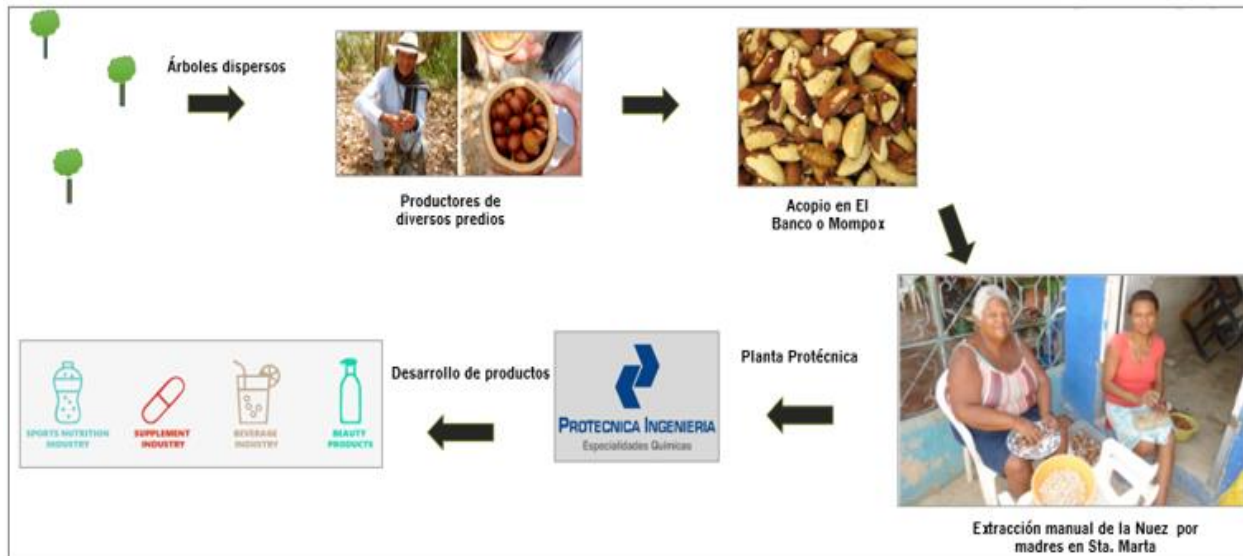 Árboles dispersos
Productores de
diversos predios
Acopio en El
Banco o Mompox
Extracción manual de la Nuez por
madres en Sta. Marta
Planta Protécnica
PROTECNICA INGENIERIA
Especialidades Químicas
Desarrollo de productos
SPORTS NUTRITION
INDUSTRY
SUPPLEMENT
INDUSTRY
BEVERAGE
INDUSTRY
BEAUTY
PRODUCTS